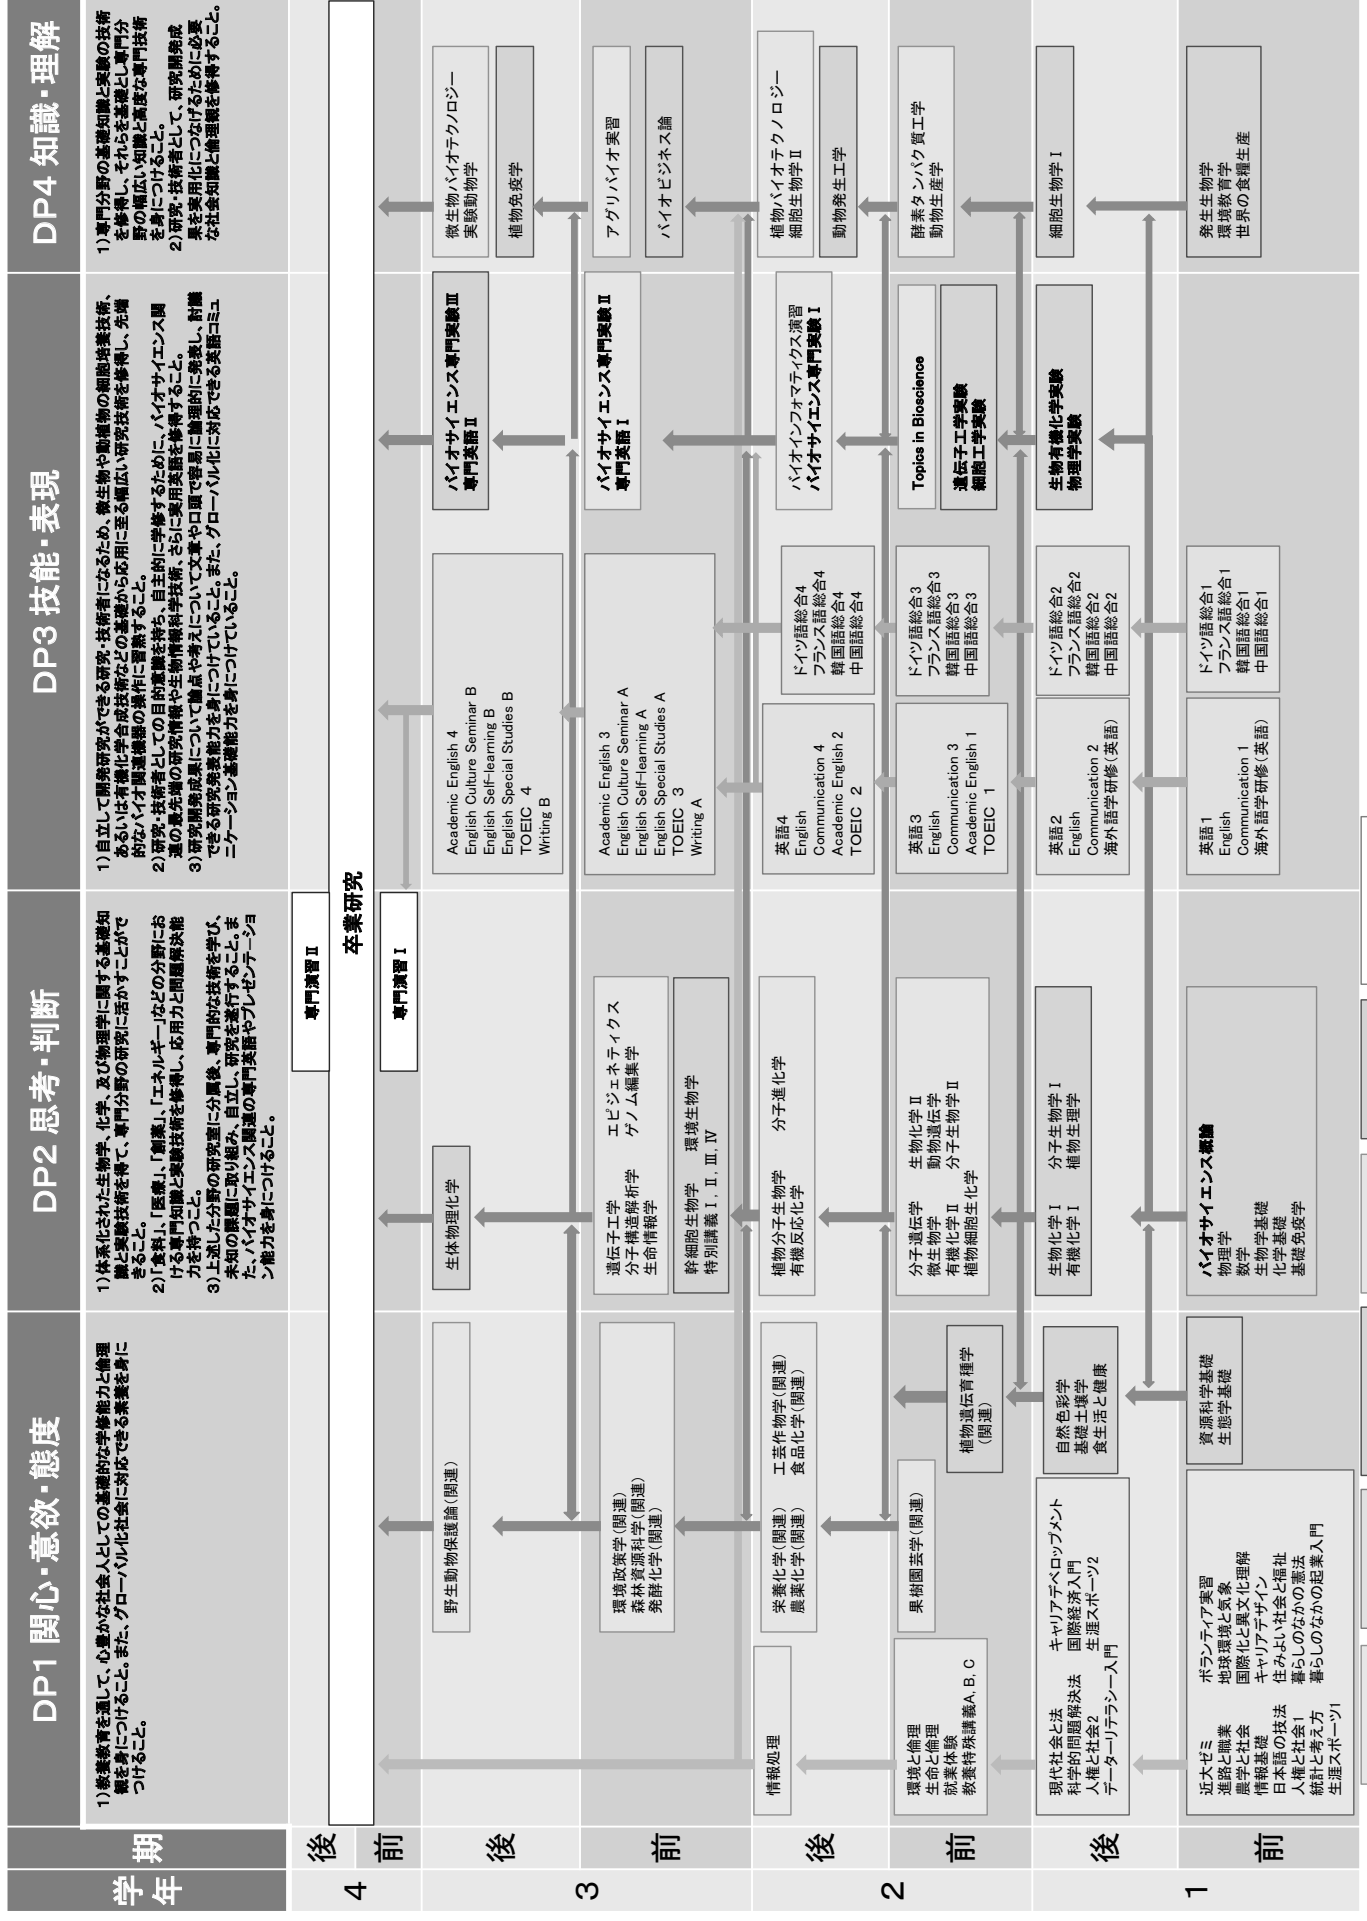 学年
期
DP1 関心・意欲・態度
DP2 思考・判断
DP3 技能・表現
DP4 知識・理解
1)教養教育を通して、心豊かな社会人としての基礎的な学修能力と倫理
観を身につけること。また、グローバル化社会に対応できる素養を身に
つけること。
1)体系化された生物学、化学、及び物理学に関する基礎知
識と実験技術を得て、専門分野の研究に活かすことがで
きること。
2)「食料」、「医療」、「創薬」、「エネルギー」などの分野にお
ける専門知識と実験技術を修得し、応用力と問題解決能
力を持つこと。
3)上述した分野の研究室に分属後、専門的な技術を学び、
未知の課題に取り組み、自立し、研究を遂行すること。ま
た、バイオサイエンス関連の専門英語やプレゼンテーショ
ン能力を身につけること。
1)自立して開発研究ができる研究・技術者になるため、微生物や動植物の細胞培養技術、
あるいは有機化学合成技術などの基礎から応用に至る幅広い研究技術を修得し、先端
的なバイオ関連機器の操作に習熟すること。
2)研究・技術者としての目的意識を持ち、自主的に学修するために、バイオサイエンス関
連の最先端の研究情報や生物情報科学技術、さらに実用英語を修得すること。
3)研究開発成果について論点や考えについて文章や口頭で容易に論理的に発表し、討議
できる研究発表能力を身につけていること。また、グローバル化に対応できる英語コミュ
ニケーション基礎能力を身につけていること。
1)専門分野の基礎知識と実験の技術
を修得し、それらを基礎とし専門分
野の幅広い知識と高度な専門技術
を身につけること。
2)研究・技術者として、研究開発成
果を実用化につなげるために必要
な社会知識と倫理観を修得すること。
4
後
専門演習Ⅱ
卒業研究
前
専門演習Ⅰ
3
後
野生動物保護論(関連)
生体物理化学
Academic English 4
English Culture Seminar B
English Self-learning B
English Special Studies B
TOEIC 4
Writing B
バイオサイエンス専門実験Ⅲ
専門英語Ⅱ
微生物バイオテクノロジー
実験動物学
植物免疫学
前
環境政策学(関連)
森林資源科学(関連)
発酵化学(関連)
遺伝子工学 エピジェネティクス
分子構造解析学 ゲノム編集学
生命情報学
幹細胞生物学 環境生物学
特別講義Ⅰ, Ⅱ, Ⅲ, Ⅳ
Academic English 3
English Culture Seminar A
English Self-learning A
English Special Studies A
TOEIC 3
Writing A
バイオサイエンス専門実験Ⅱ
専門英語Ⅰ
アグリバイオ実習
バイオビジネス論
2
後
情報処理
栄養化学(関連) 工芸作物学(関連)
農薬化学(関連) 食品化学(関連)
植物分子生物学 分子進化学
有機反応化学
英語4
English
Communication 4
Academic English 2
TOEIC 2
ドイツ語総合4
フランス語総合4
韓国語総合4
中国語総合4
バイオインフォマティクス演習
バイオサイエンス専門実験Ⅰ
植物バイオテクノロジー
細胞生物学Ⅱ
動物発生工学
前
環境と倫理
生命と倫理
就業体験
教養特殊講義A, B, C
果樹園芸学(関連)
植物遺伝育種学
(関連)
分子遺伝学 生物化学Ⅱ
微生物学 動物遺伝学
有機化学Ⅱ 分子生物学Ⅱ
植物細胞生化学
英語3
English
Communication 3
Academic English 1
TOEIC 1
ドイツ語総合3
フランス語総合3
韓国語総合3
中国語総合3
Topics in Bioscience
遺伝子工学実験
細胞工学実験
酵素タンパク質工学
動物生産学
1
後
現代社会と法 キャリアデベロップメント
科学的問題解決法 国際経済入門
人権と社会2 生涯スポーツ2
データーリテラシー入門
自然色彩学
基礎土壌学
食生活と健康
生物化学Ⅰ 分子生物学Ⅰ
有機化学Ⅰ 植物生理学
英語2
English
Communication 2
海外語学研修(英語)
ドイツ語総合2
フランス語総合2
韓国語総合2
中国語総合2
生物有機化学実験
物理学実験
細胞生物学Ⅰ
前
近大ゼミ ボランティア実習
進路と職業 地球環境と気象
農学と社会 国際化と異文化理解
情報基礎 キャリアデザイン
日本語の技法 住みよい社会と福祉
人権と社会1 暮らしのなかの憲法
統計と考え方 暮らしのなかの起業入門
生涯スポーツ1
資源科学基礎
生態学基礎
バイオサイエンス概論
物理学
数学
生物学基礎
化学基礎
基礎免疫学
英語1
English
Communication 1
海外語学研修(英語)
ドイツ語総合1
フランス語総合1
韓国語総合1
中国語総合1
発生生物学
環境教育学
世界の食糧生産